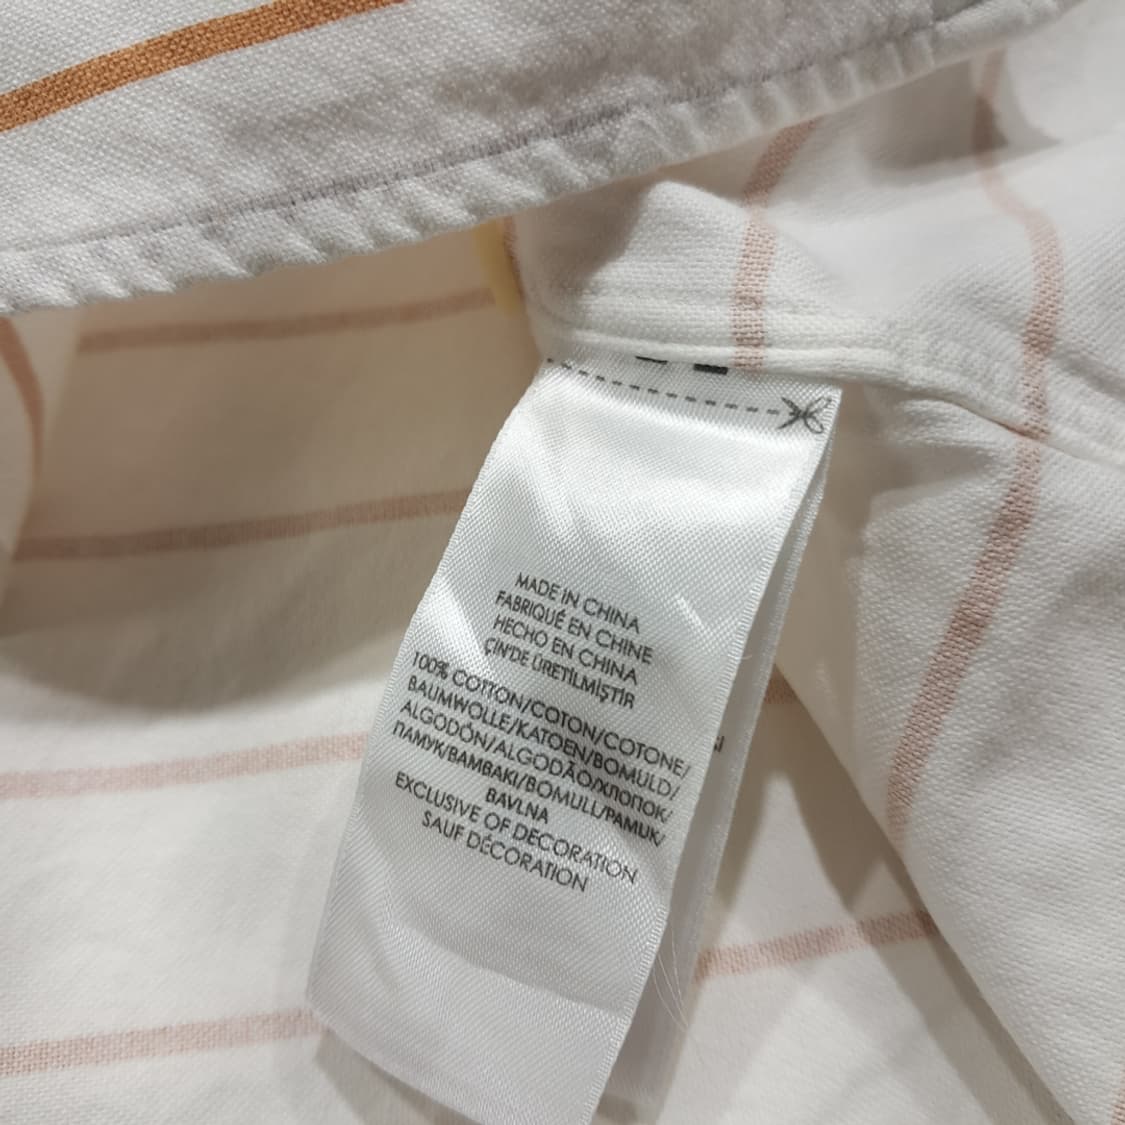 MADE IN CHINA
FABRIQUÉ EN CHINE
HECHO EN CHINA
ÇİN'DE ÜRETİLMİŞTİR
100% COTTON/COTON/COTONE/
BAUMWOLLE/KATOEN/BOMULD/
ALGODÓN/ALGODÃO/ХЛОПОК/
ПАМУК/BAMBAKI/BOMULL/PAMUK/
BAVLNA
EXCLUSIVE OF DECORATION
SAUF DÉCORATION